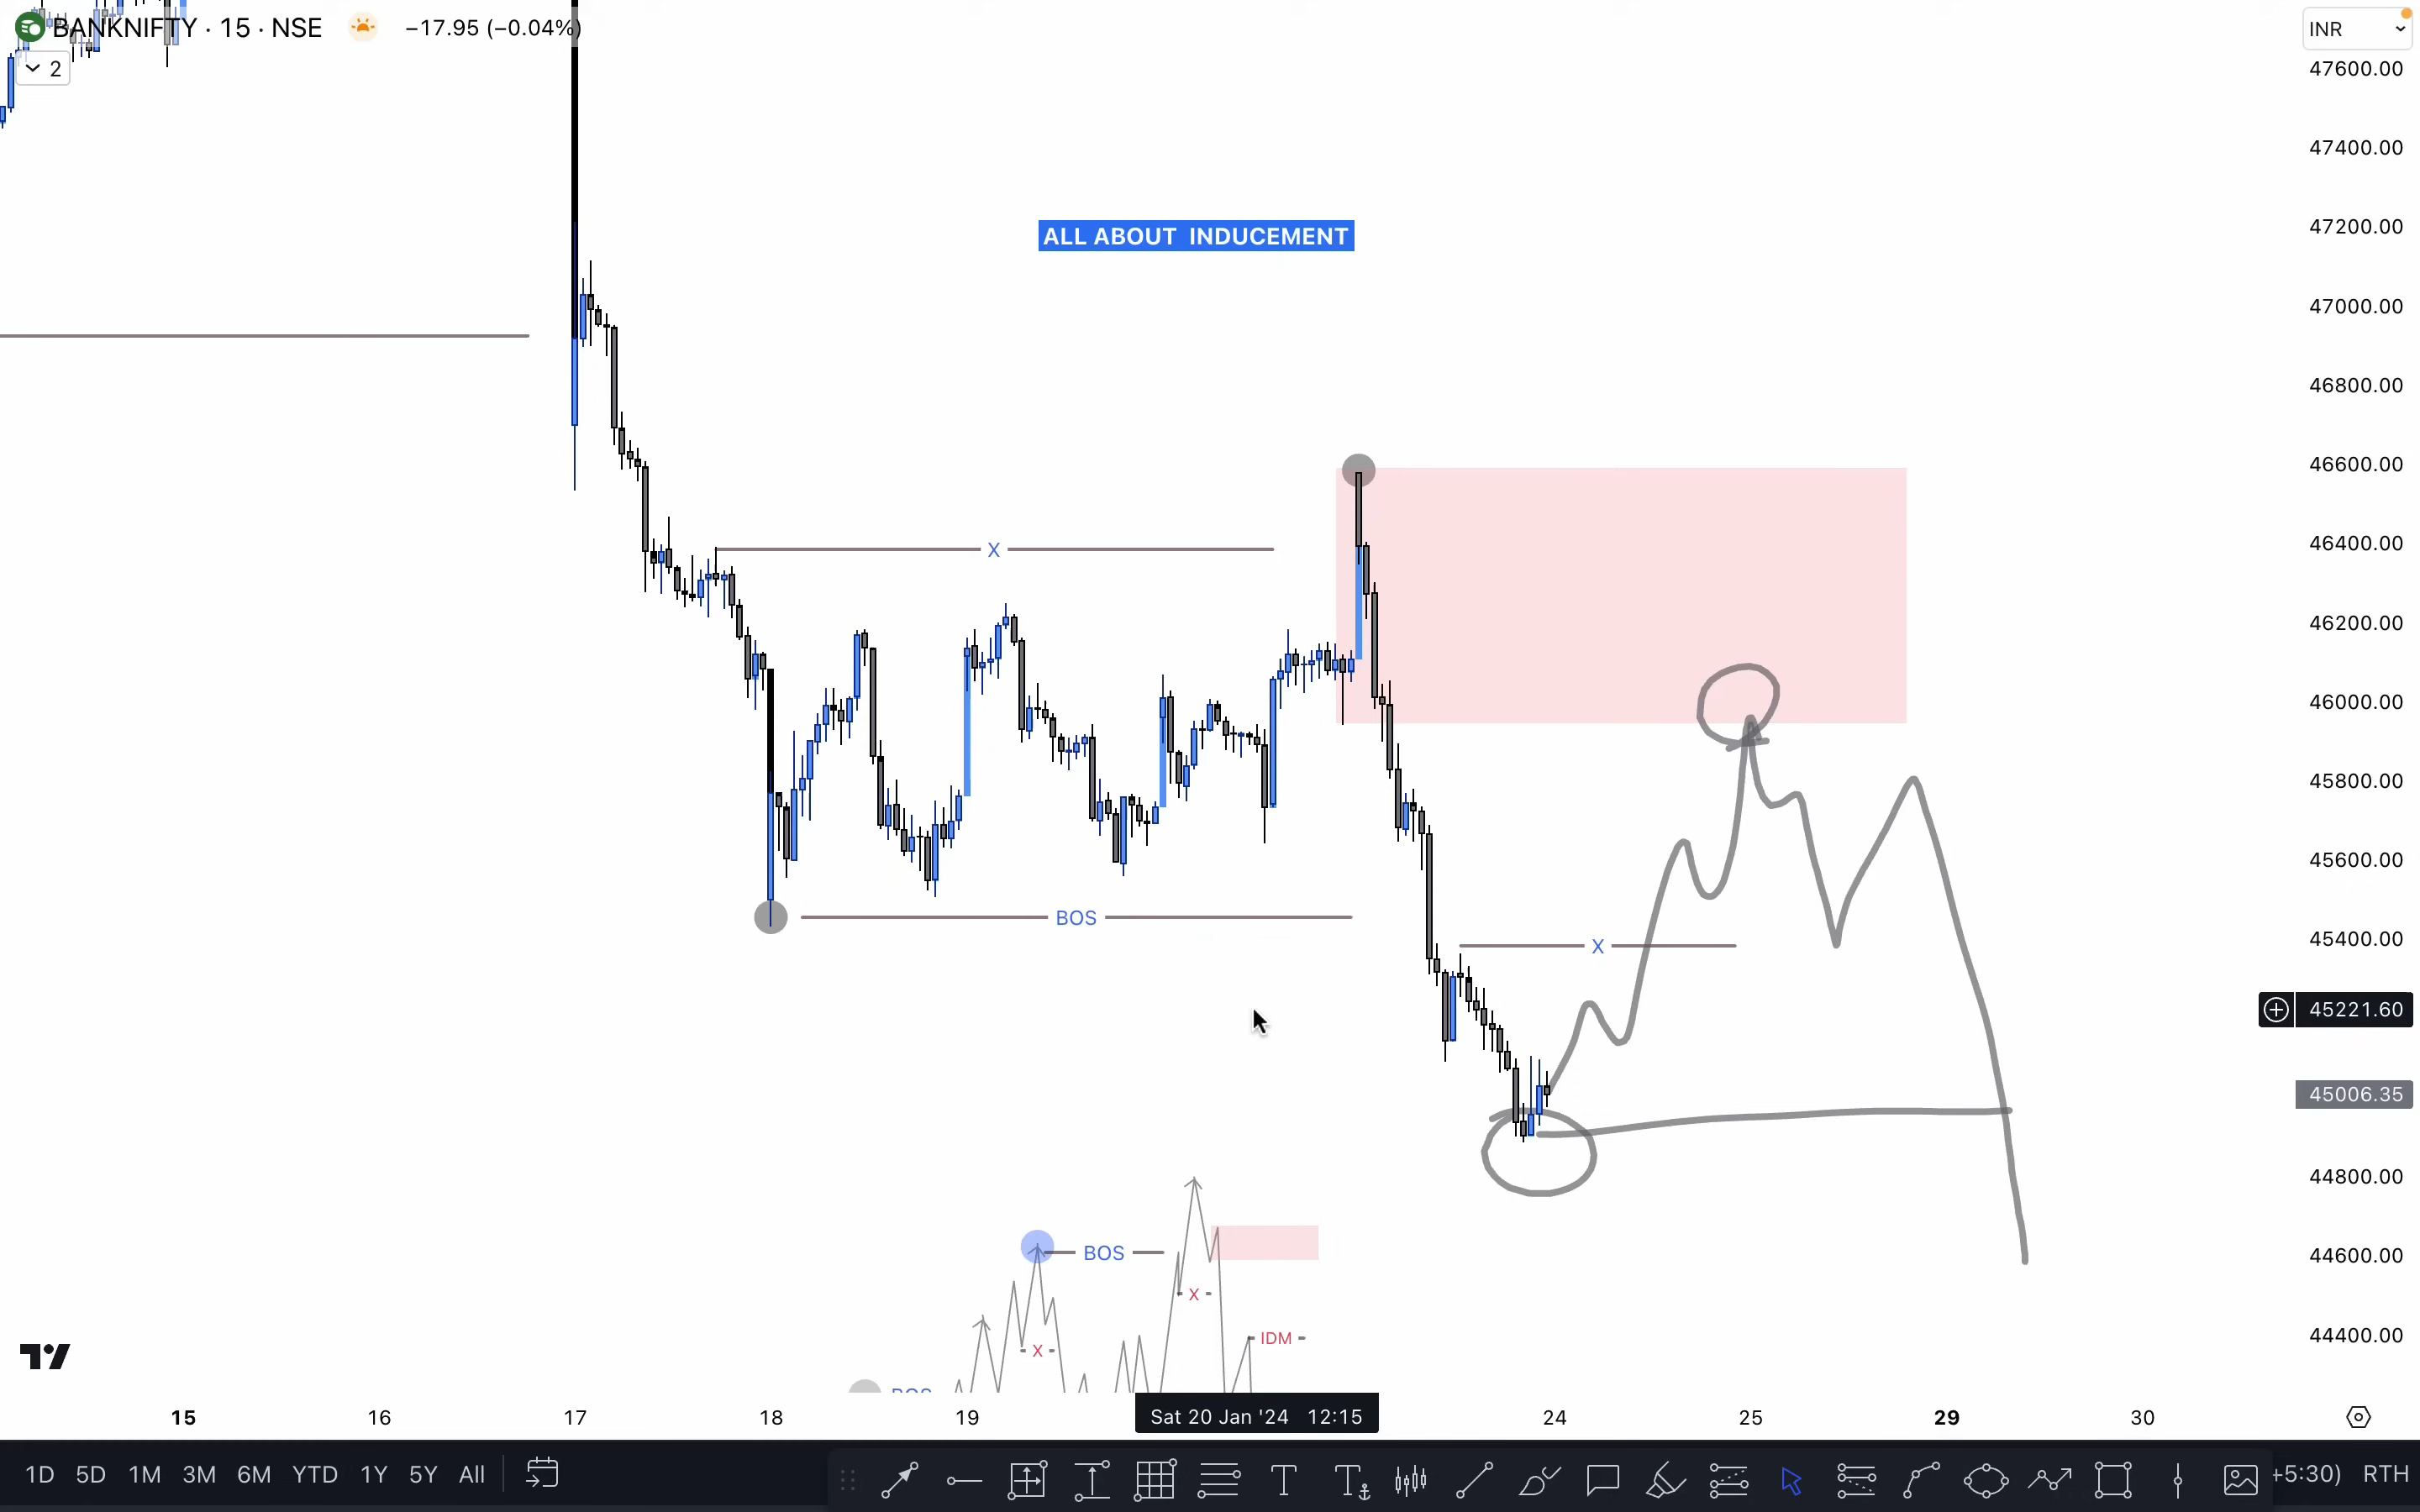 BANKNIFTY · 15 · NSE −17.95 (−0.04%)
INR
2
47600.00
47400.00
ALL ABOUT INDUCEMENT
47200.00
47000.00
46800.00
46600.00
X
46400.00
46200.00
46000.00
45800.00
45600.00
BOS
X
45400.00
45221.60
45006.35
44800.00
BOS
44600.00
X
IDM
44400.00
X
BOS
15 16 17 18 19 Sat 20 Jan '24 12:15 24 25 29 30
1D 5D 1M 3M 6M YTD 1Y 5Y All
T T
+5:30) RTH